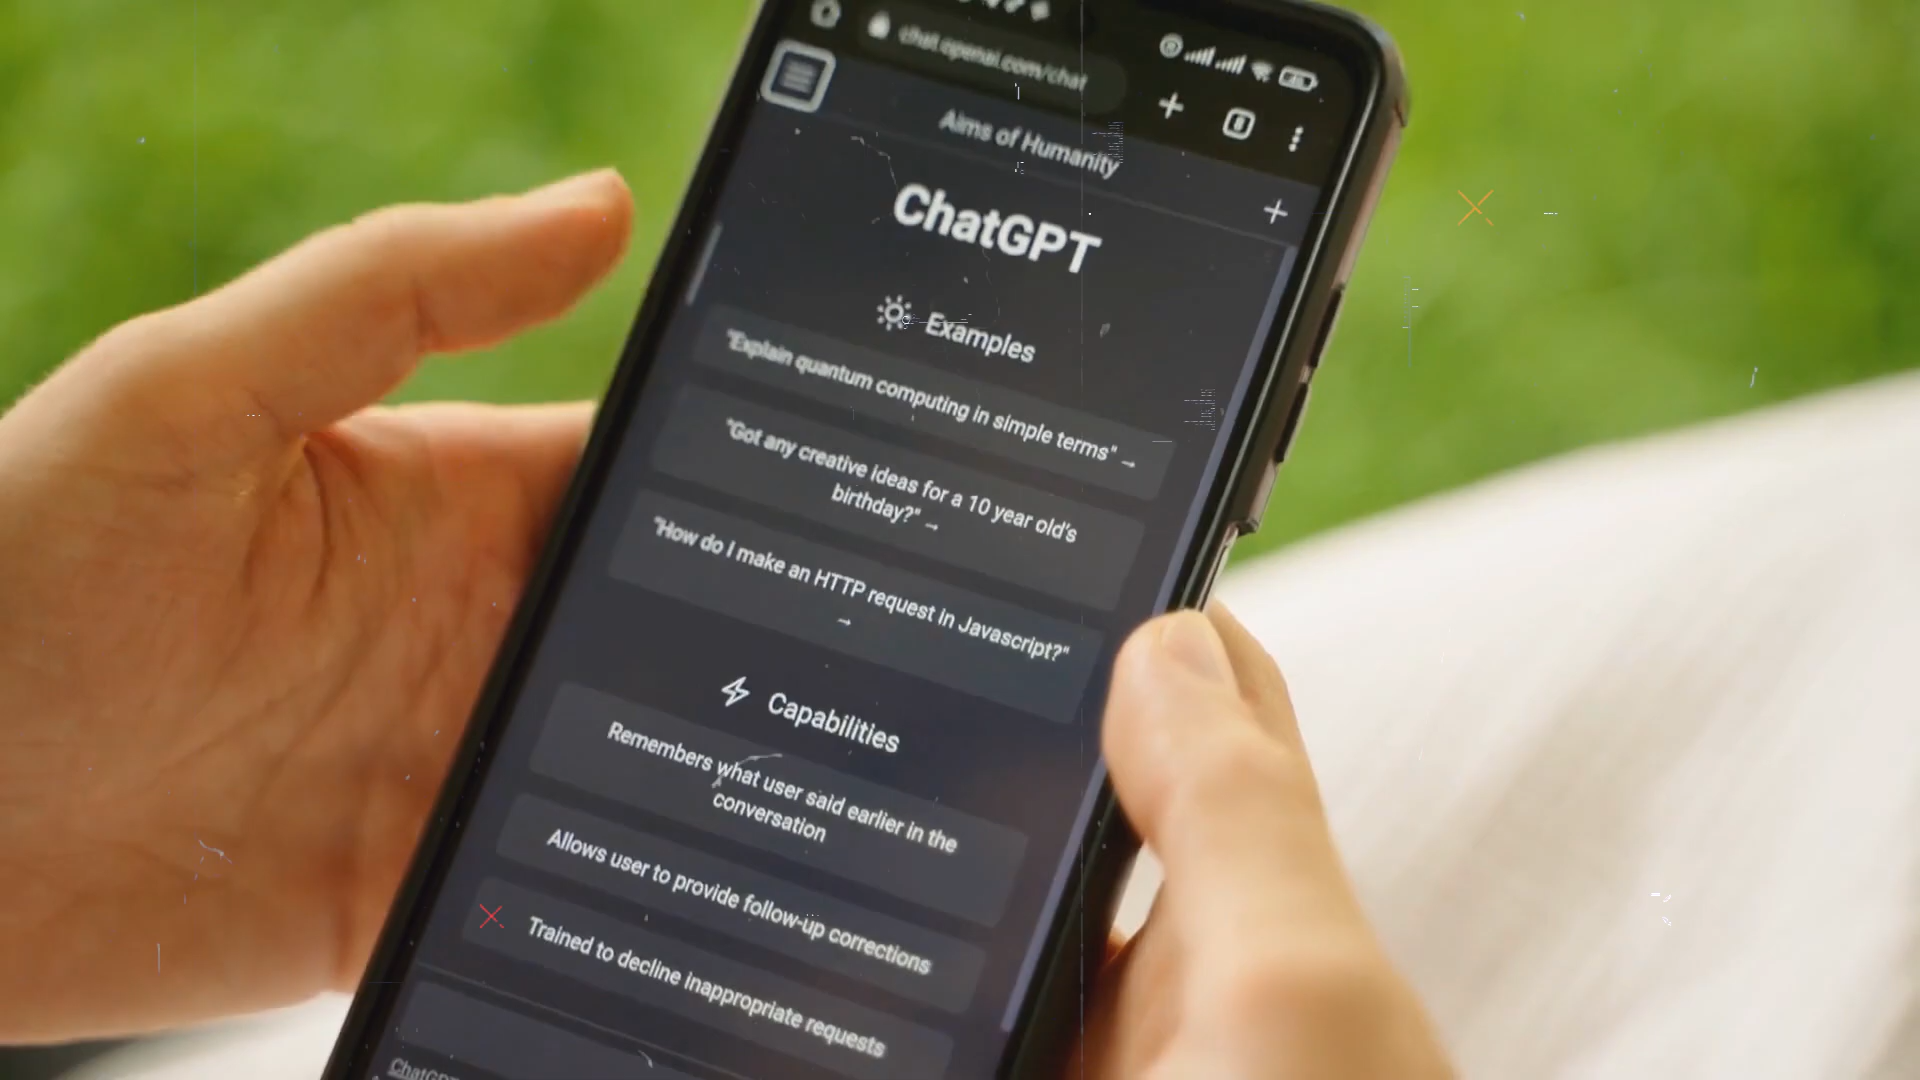 chat.openai.com/chat
Aims of Humanity
ChatGPT
Examples
"Explain quantum computing in simple terms" →
"Got any creative ideas for a 10 year old's
birthday?" →
"How do I make an HTTP request in Javascript?"
→
Capabilities
Remembers what user said earlier in the
conversation
Allows user to provide follow-up corrections
Trained to decline inappropriate requests
ChatGPT